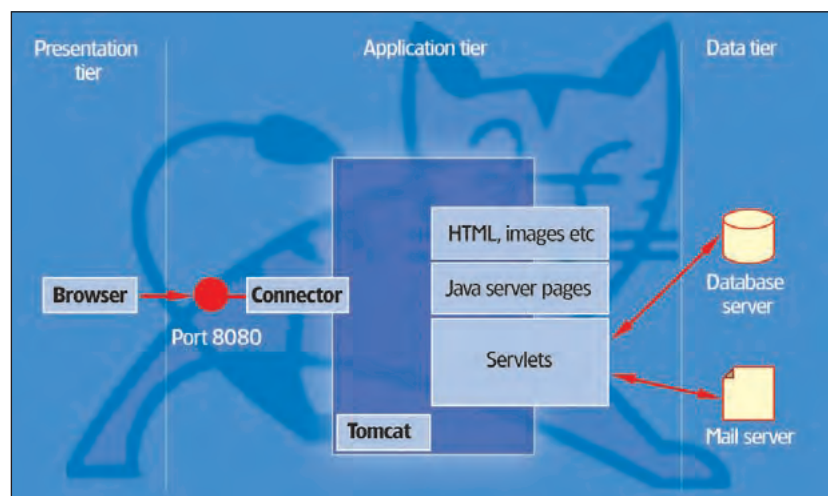 Presentation
tier
Application tier
Data tier
HTML, images etc
Java server pages
Servlets
Browser
Connector
Port 8080
Tomcat
Database
server
Mail server